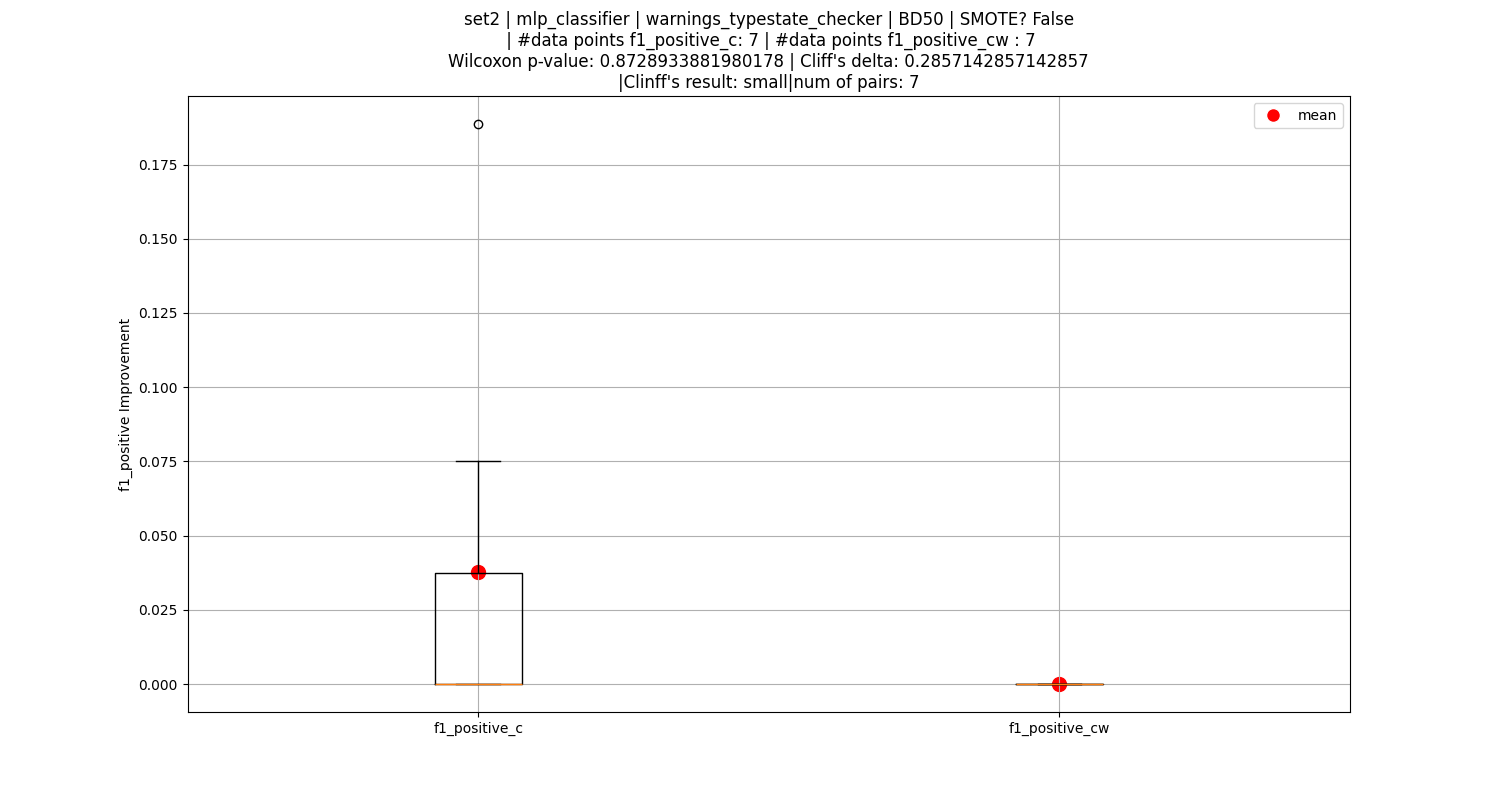 set2 | mlp_classifier | warnings_typestate_checker | BD50 | SMOTE? False
| #data points f1_positive_c: 7 | #data points f1_positive_cw : 7
Wilcoxon p-value: 0.8728933881980178 | Cliff's delta: 0.2857142857142857
|Clinff's result: small|num of pairs: 7
mean
0.175
0.150
0.125
0.100
0.075
0.050
0.025
0.000
f1_positive Improvement
f1_positive_c
f1_positive_cw